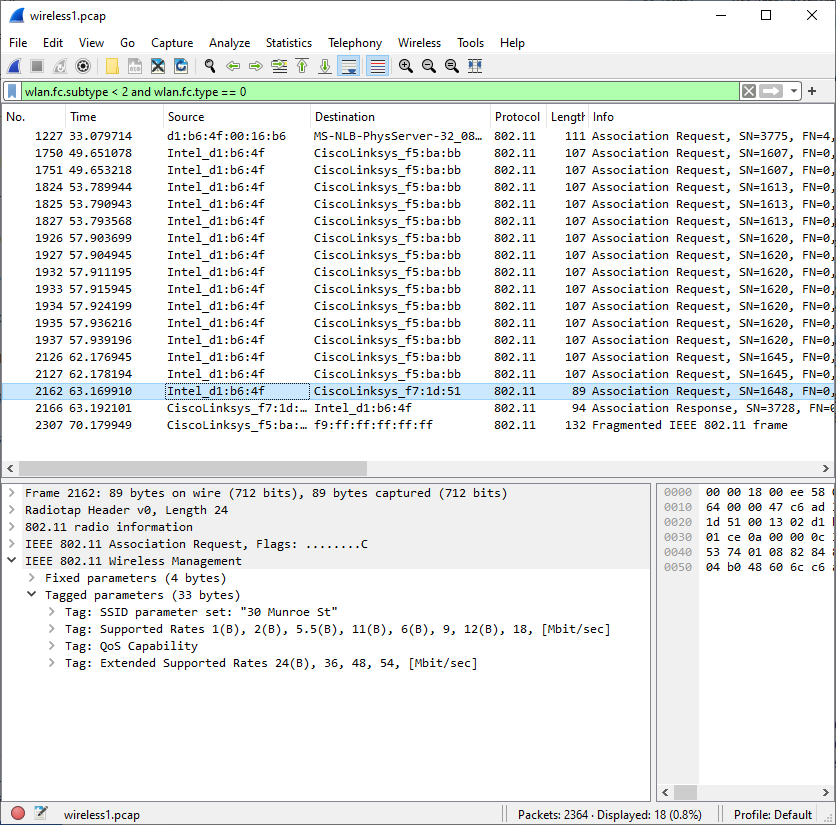 wireless1.pcap
File Edit View Go Capture Analyze Statistics Telephony Wireless Tools Help
wlan.fc.subtype < 2 and wlan.fc.type == 0
No. Time Source Destination Protocol Length Info
1227 33.079714 d1:b6:4f:00:16:b6 MS-NLB-PhysServer-32_08… 802.11 111 Association Request, SN=3775, FN=4,
1750 49.651078 Intel_d1:b6:4f CiscoLinksys_f5:ba:bb 802.11 107 Association Request, SN=1607, FN=0,
1751 49.653218 Intel_d1:b6:4f CiscoLinksys_f5:ba:bb 802.11 107 Association Request, SN=1607, FN=0,
1824 53.789944 Intel_d1:b6:4f CiscoLinksys_f5:ba:bb 802.11 107 Association Request, SN=1613, FN=0,
1825 53.790943 Intel_d1:b6:4f CiscoLinksys_f5:ba:bb 802.11 107 Association Request, SN=1613, FN=0,
1827 53.793568 Intel_d1:b6:4f CiscoLinksys_f5:ba:bb 802.11 107 Association Request, SN=1613, FN=0,
1926 57.903699 Intel_d1:b6:4f CiscoLinksys_f5:ba:bb 802.11 107 Association Request, SN=1620, FN=0,
1927 57.904945 Intel_d1:b6:4f CiscoLinksys_f5:ba:bb 802.11 107 Association Request, SN=1620, FN=0,
1932 57.911195 Intel_d1:b6:4f CiscoLinksys_f5:ba:bb 802.11 107 Association Request, SN=1620, FN=0,
1933 57.915945 Intel_d1:b6:4f CiscoLinksys_f5:ba:bb 802.11 107 Association Request, SN=1620, FN=0,
1934 57.924199 Intel_d1:b6:4f CiscoLinksys_f5:ba:bb 802.11 107 Association Request, SN=1620, FN=0,
1935 57.936216 Intel_d1:b6:4f CiscoLinksys_f5:ba:bb 802.11 107 Association Request, SN=1620, FN=0,
1937 57.939196 Intel_d1:b6:4f CiscoLinksys_f5:ba:bb 802.11 107 Association Request, SN=1620, FN=0,
2126 62.176945 Intel_d1:b6:4f CiscoLinksys_f5:ba:bb 802.11 107 Association Request, SN=1645, FN=0,
2127 62.178194 Intel_d1:b6:4f CiscoLinksys_f5:ba:bb 802.11 107 Association Request, SN=1645, FN=0,
2162 63.169910 Intel_d1:b6:4f CiscoLinksys_f7:1d:51 802.11 89 Association Request, SN=1648, FN=0,
2166 63.192101 CiscoLinksys_f7:1d:… Intel_d1:b6:4f 802.11 94 Association Response, SN=3728, FN=0
2307 70.179949 CiscoLinksys_f5:ba:… f9:ff:ff:ff:ff:ff 802.11 132 Fragmented IEEE 802.11 frame
Frame 2162: 89 bytes on wire (712 bits), 89 bytes captured (712 bits)
Radiotap Header v0, Length 24
802.11 radio information
IEEE 802.11 Association Request, Flags: ........C
IEEE 802.11 Wireless Management
Fixed parameters (4 bytes)
Tagged parameters (33 bytes)
Tag: SSID parameter set: "30 Munroe St"
Tag: Supported Rates 1(B), 2(B), 5.5(B), 11(B), 6(B), 9, 12(B), 18, [Mbit/sec]
Tag: QoS Capability
Tag: Extended Supported Rates 24(B), 36, 48, 54, [Mbit/sec]
0000 00 00 18 00 ee 58
0010 64 00 00 47 c6 ad
0020 1d 51 00 13 02 d1
0030 01 ce 0a 00 00 0c
0040 53 74 01 08 82 84
0050 04 b0 48 60 6c c6
wireless1.pcap
Packets: 2364 · Displayed: 18 (0.8%)
Profile: Default